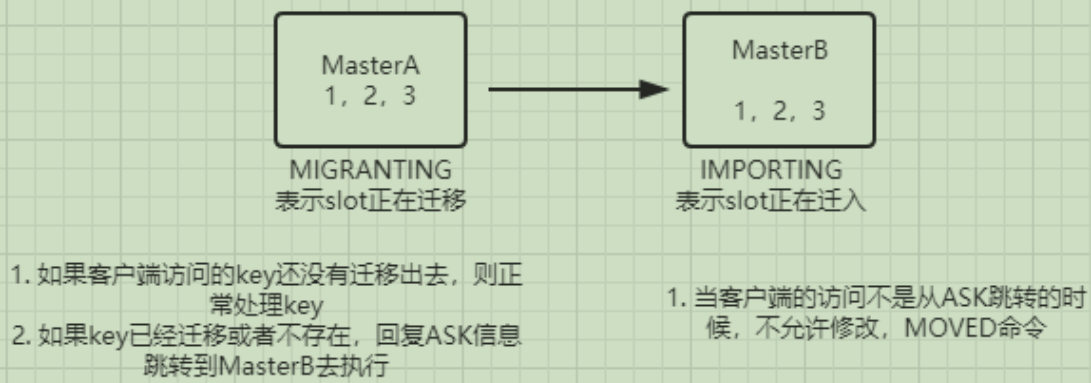 MasterA
1，2，3
MasterB
1，2，3
MIGRANTING
表示slot正在迁移
IMPORTING
表示slot正在迁入
1. 如果客户端访问的key还没有迁移出去，则正
常处理key
2. 如果key已经迁移或者不存在，回复ASK信息
跳转到MasterB去执行
1. 当客户端的访问不是从ASK跳转的时
候，不允许修改，MOVED命令